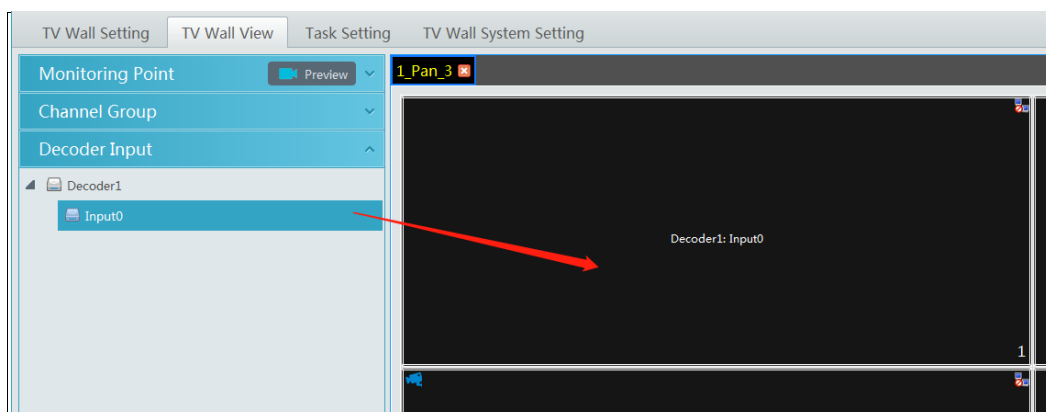 TV Wall Setting TV Wall View Task Setting TV Wall System Setting
Monitoring Point Preview
Channel Group
Decoder Input
Decoder1
Input0
1_Pan_3
Decoder1: Input0
1